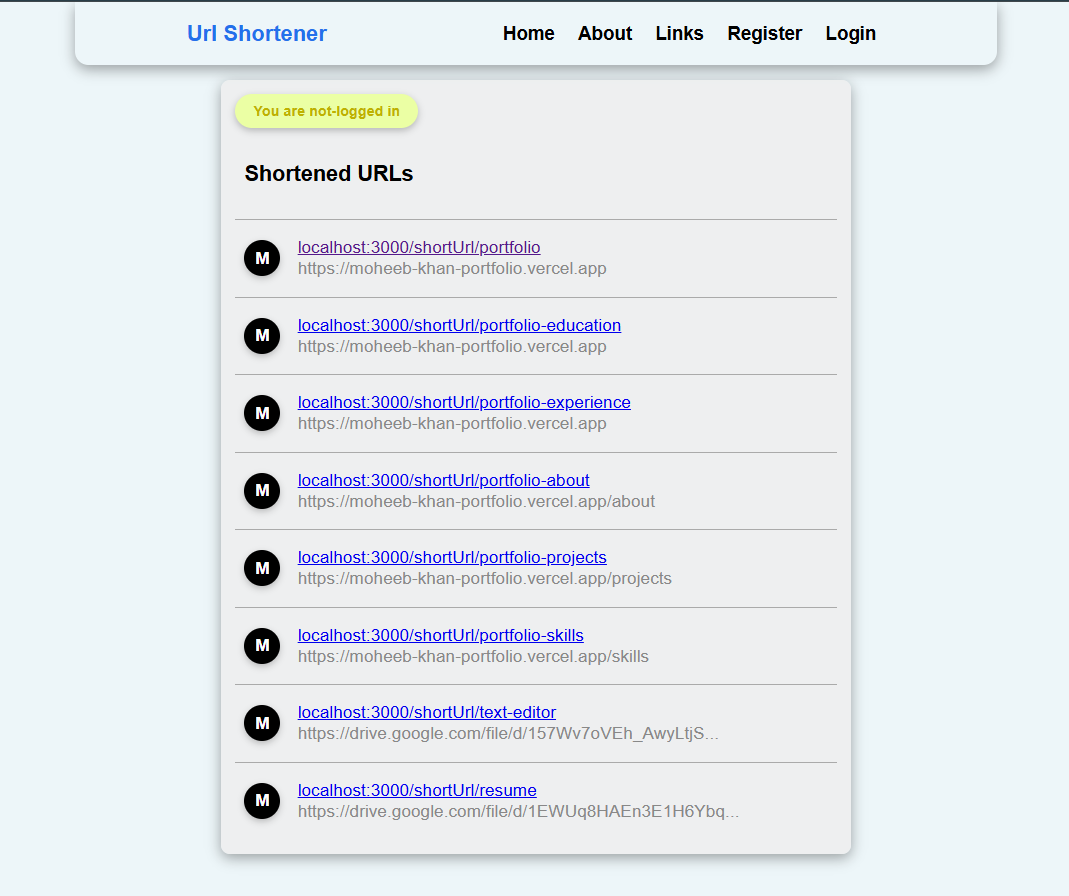 Url Shortener Home About Links Register Login
You are not-logged in
Shortened URLs
M localhost:3000/shortUrl/portfolio
https://moheeb-khan-portfolio.vercel.app
M localhost:3000/shortUrl/portfolio-education
https://moheeb-khan-portfolio.vercel.app
M localhost:3000/shortUrl/portfolio-experience
https://moheeb-khan-portfolio.vercel.app
M localhost:3000/shortUrl/portfolio-about
https://moheeb-khan-portfolio.vercel.app/about
M localhost:3000/shortUrl/portfolio-projects
https://moheeb-khan-portfolio.vercel.app/projects
M localhost:3000/shortUrl/portfolio-skills
https://moheeb-khan-portfolio.vercel.app/skills
M localhost:3000/shortUrl/text-editor
https://drive.google.com/file/d/157Wv7oVEh_AwyLtjS...
M localhost:3000/shortUrl/resume
https://drive.google.com/file/d/1EWUq8HAEn3E1H6Ybq...